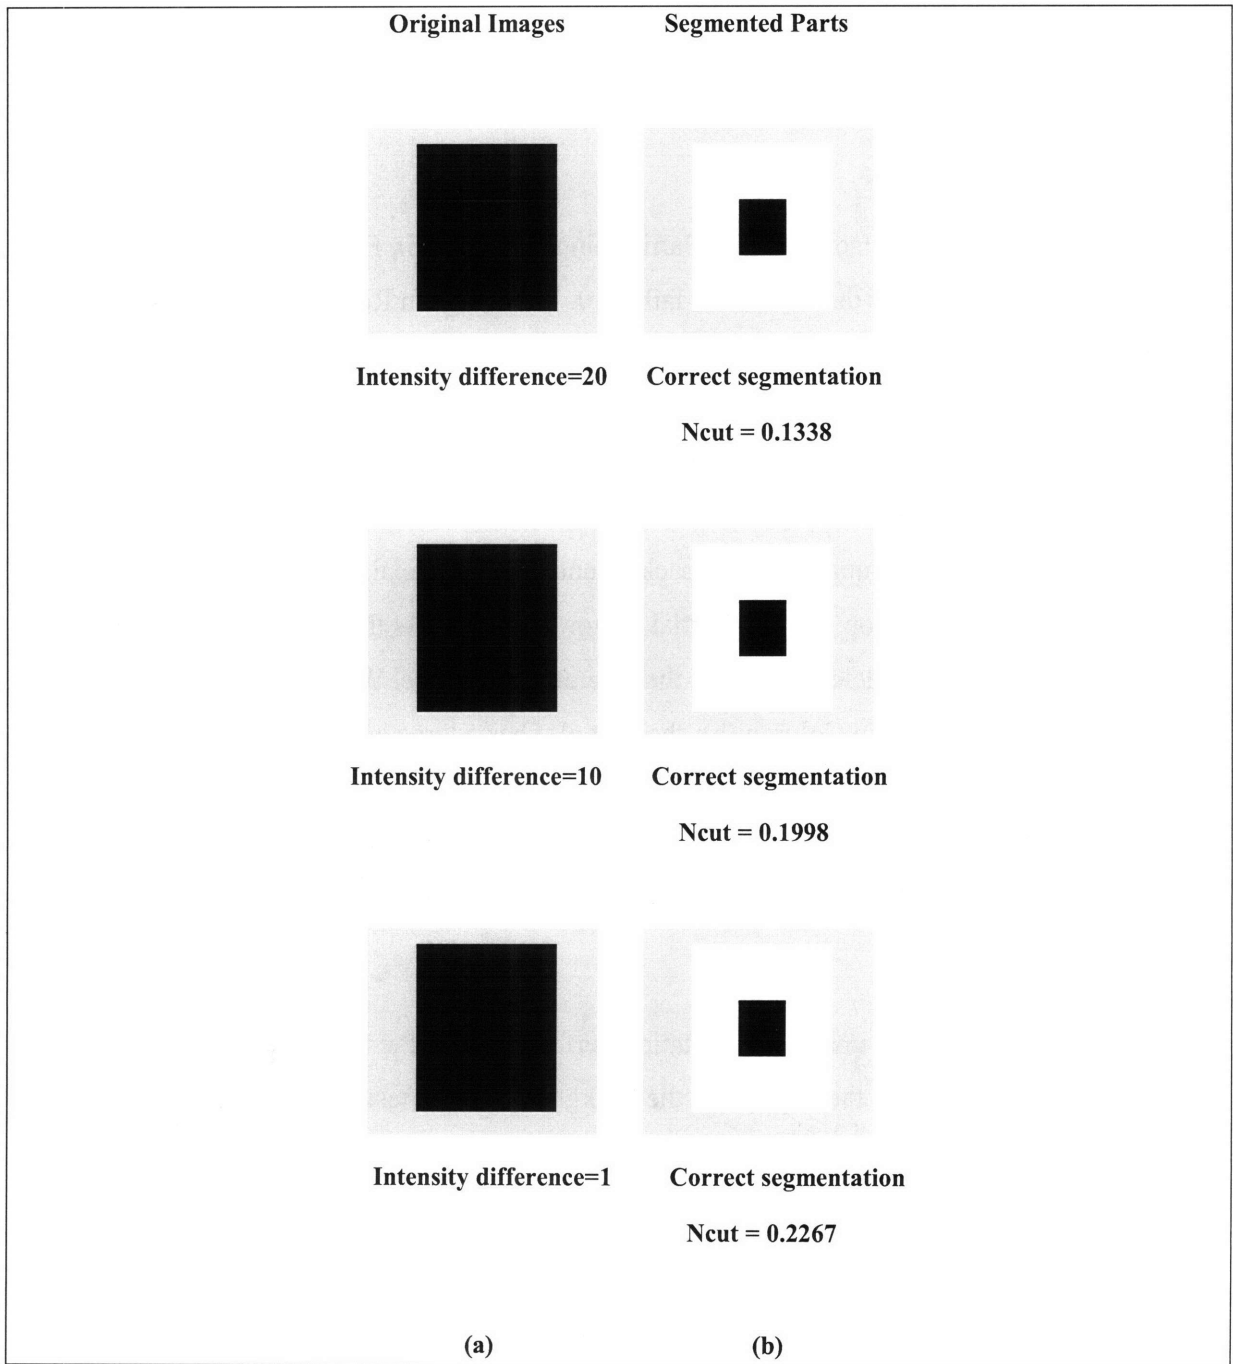 Original Images Segmented Parts
Intensity difference=20 Correct segmentation
Ncut = 0.1338
Intensity difference=10 Correct segmentation
Ncut = 0.1998
Intensity difference=1 Correct segmentation
Ncut = 0.2267
(a) (b)